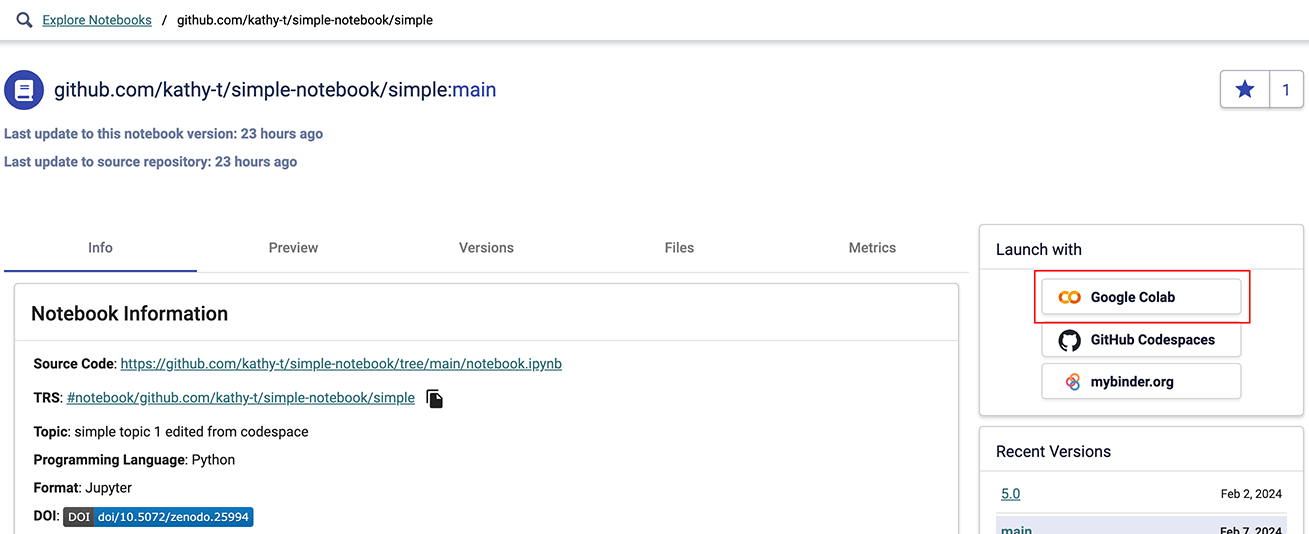 Explore Notebooks / github.com/kathy-t/simple-notebook/simple
github.com/kathy-t/simple-notebook/simple:main
1
Last update to this notebook version: 23 hours ago
Last update to source repository: 23 hours ago
Info Preview Versions Files Metrics
Notebook Information
Source Code: https://github.com/kathy-t/simple-notebook/tree/main/notebook.ipynb
TRS: #notebook/github.com/kathy-t/simple-notebook/simple
Topic: simple topic 1 edited from codespace
Programming Language: Python
Format: Jupyter
DOI: DOI doi/10.5072/zenodo.25994
Launch with
Google Colab
GitHub Codespaces
mybinder.org
Recent Versions
5.0 Feb 2, 2024
main Feb 7, 2024